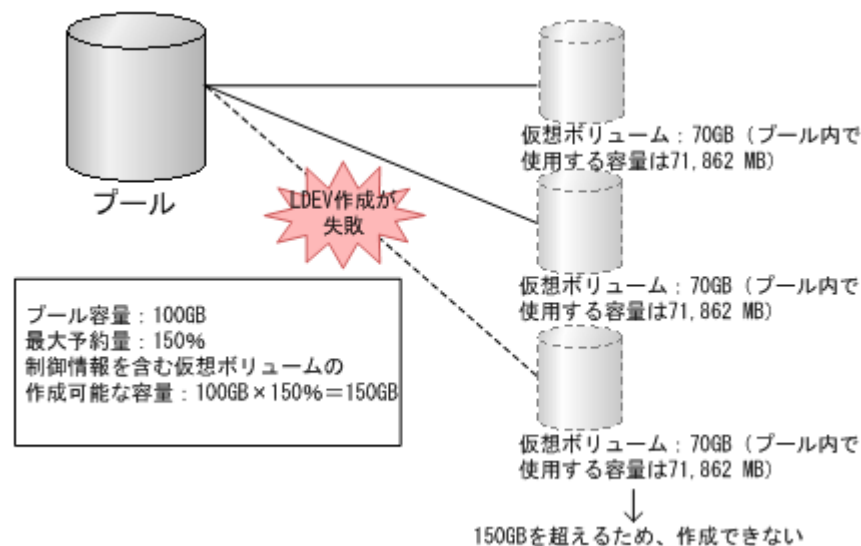 仮想ボリューム：70GB（プール内で
使用する容量は71,862 MB）
プール
LDEV作成が
失敗
仮想ボリューム：70GB（プール内で
使用する容量は71,862 MB）
プール容量：100GB
最大予約量：150%
制御情報を含む仮想ボリュームの
作成可能な容量：100GB×150%＝150GB
仮想ボリューム：70GB（プール内で
使用する容量は71,862 MB）
150GBを超えるため、作成できない